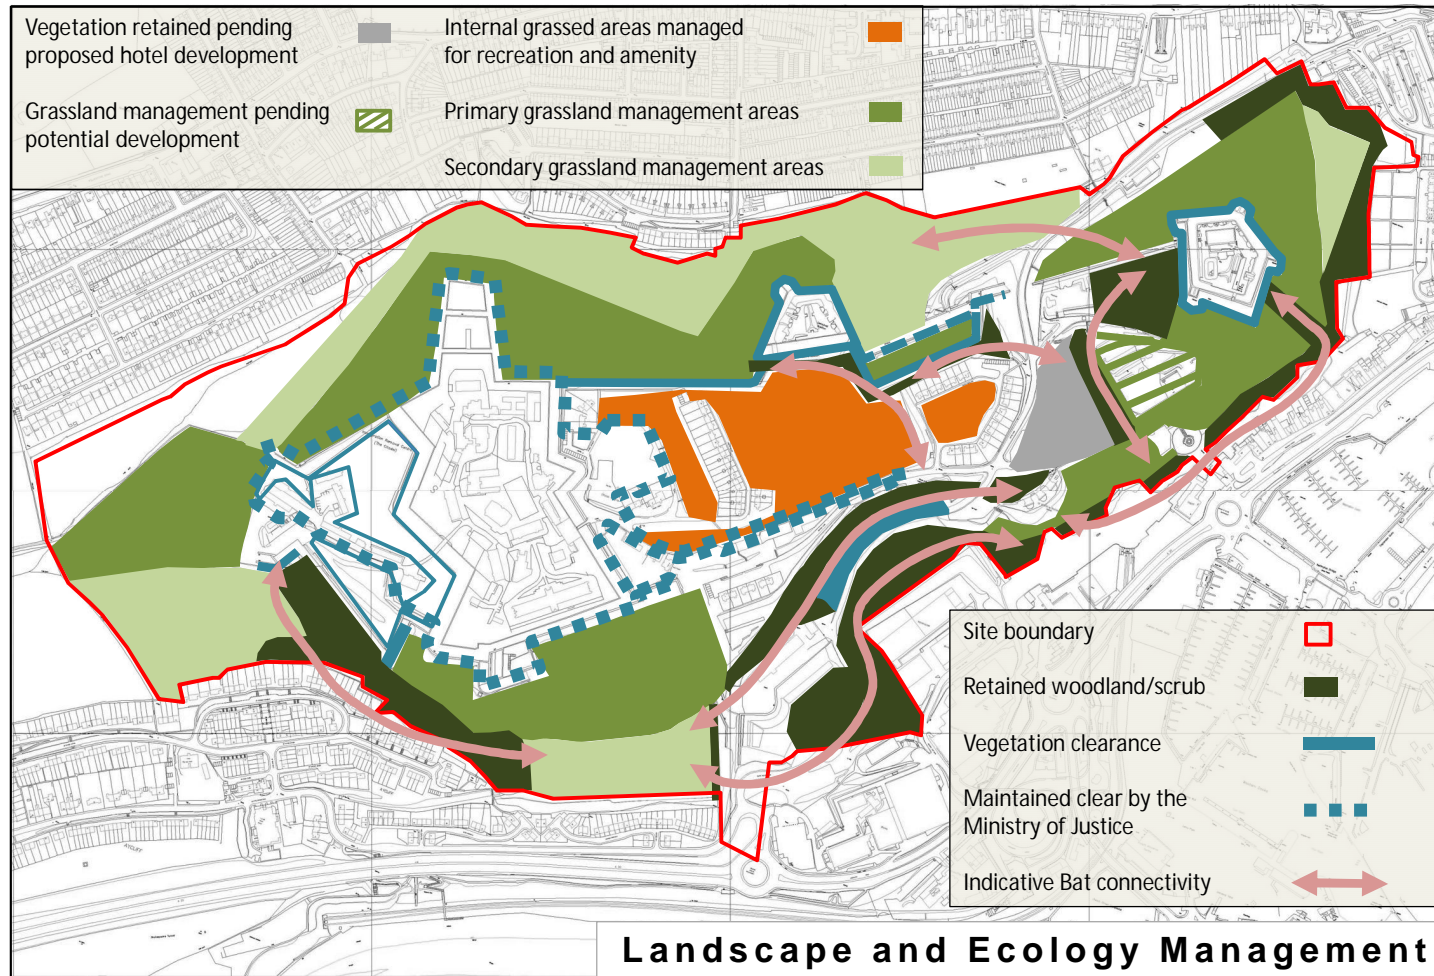 Vegetation retained pending
proposed hotel development
Grassland management pending
potential development
Internal grassed areas managed
for recreation and amenity
Primary grassland management areas
Secondary grassland management areas
Site boundary
Retained woodland/scrub
Vegetation clearance
Maintained clear by the
Ministry of Justice
Indicative Bat connectivity
Landscape and Ecology Management